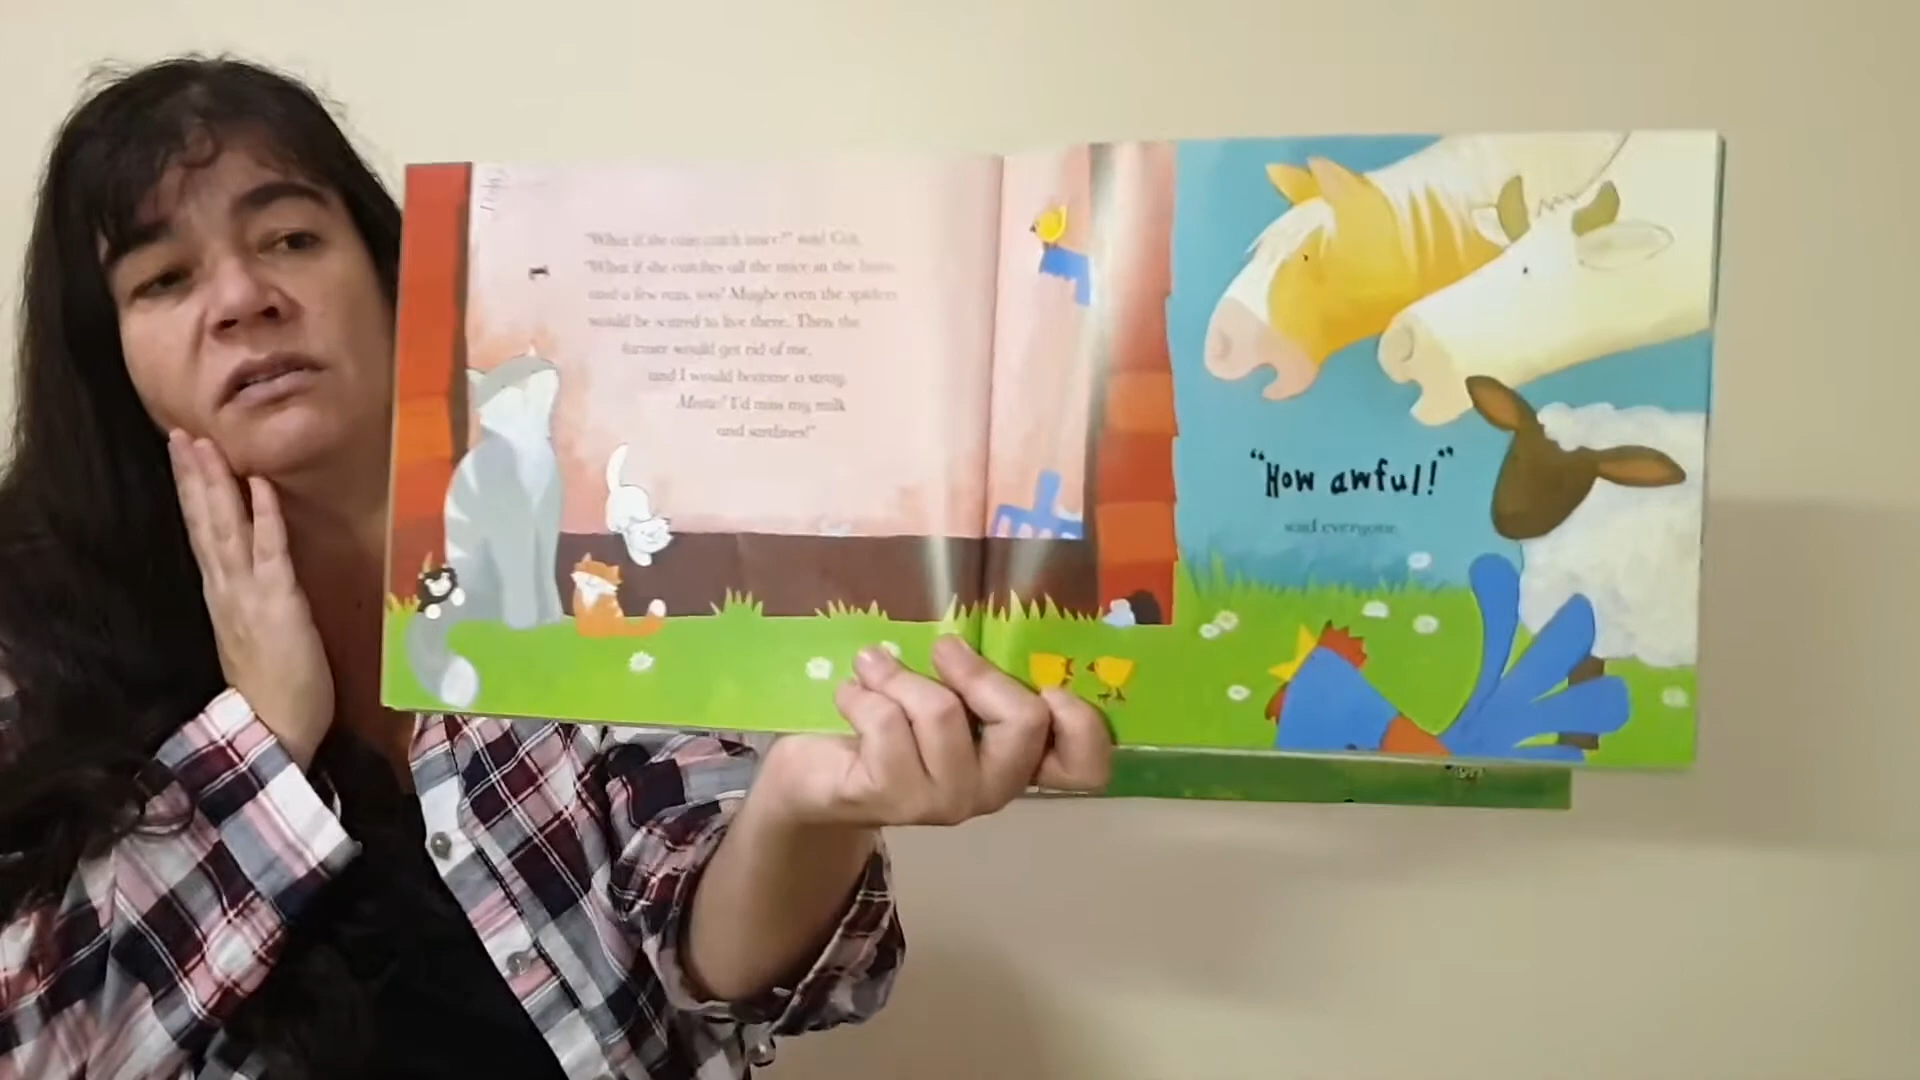 "What if she can catch mice?" said Cat.
"What if she catches all the mice in the barn
and a few rats, too? Maybe even the spiders
would be scared to live there. Then the
farmer would get rid of me,
and I would become a stray.
Meow! I'd miss my milk
and sardines!"
"How awful!"
said everyone.